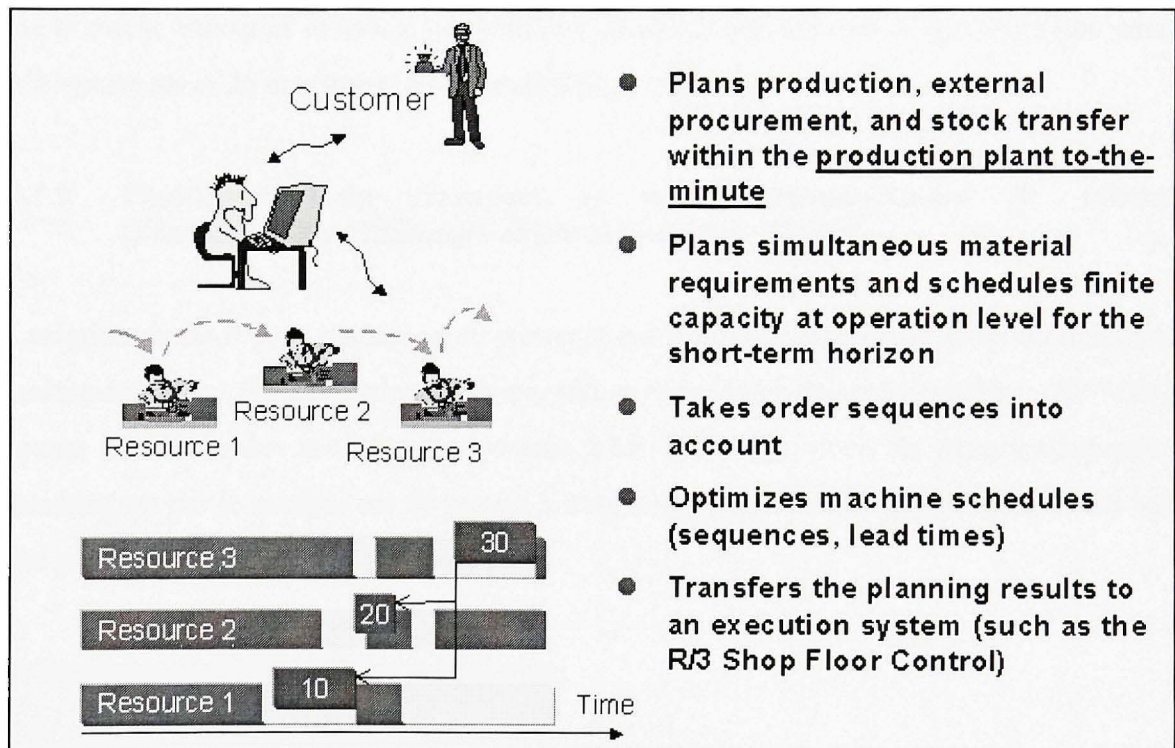 Customer
Resource 2
Resource 1
Resource 3
Resource 3
30
20
Resource 2
10
Resource 1
Time
Plans production, external
procurement, and stock transfer
within the production plant to-the-
minute
Plans simultaneous material
requirements and schedules finite
capacity at operation level for the
short-term horizon
Takes order sequences into
account
Optimizes machine schedules
(sequences, lead times)
Transfers the planning results to
an execution system (such as the
R/3 Shop Floor Control)